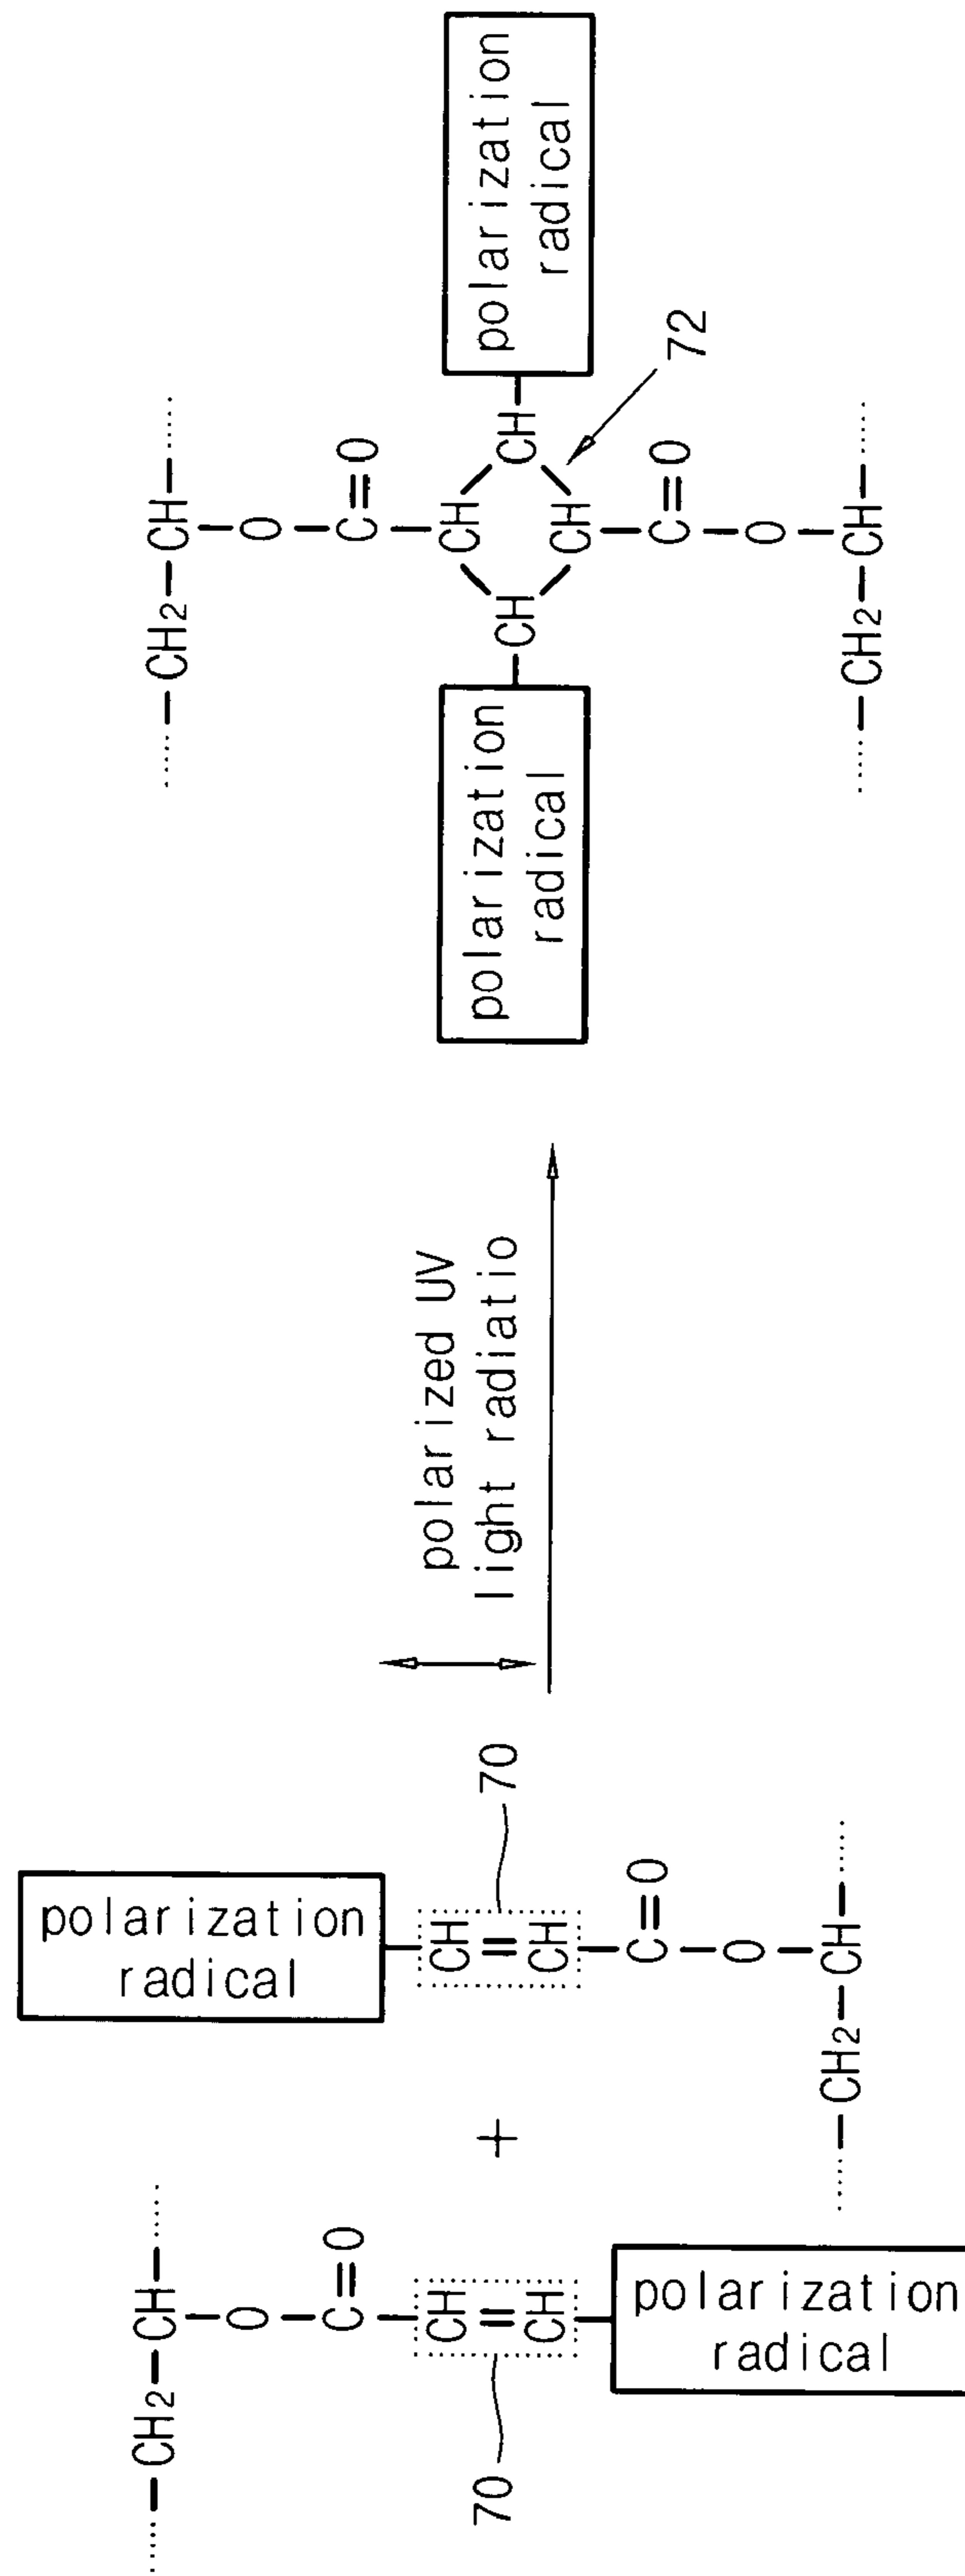 CH2 CH
O
C=O
CH
CH
polarization
radical
70
+
polarization
radical
CH
CH
C=O
O
CH2 CH
70
polarized UV
light radiatio
CH2 CH
O
C=O
CH
polarization
radical
CH
CH
polarization
radical
CH
C=O
O
CH2 CH
72